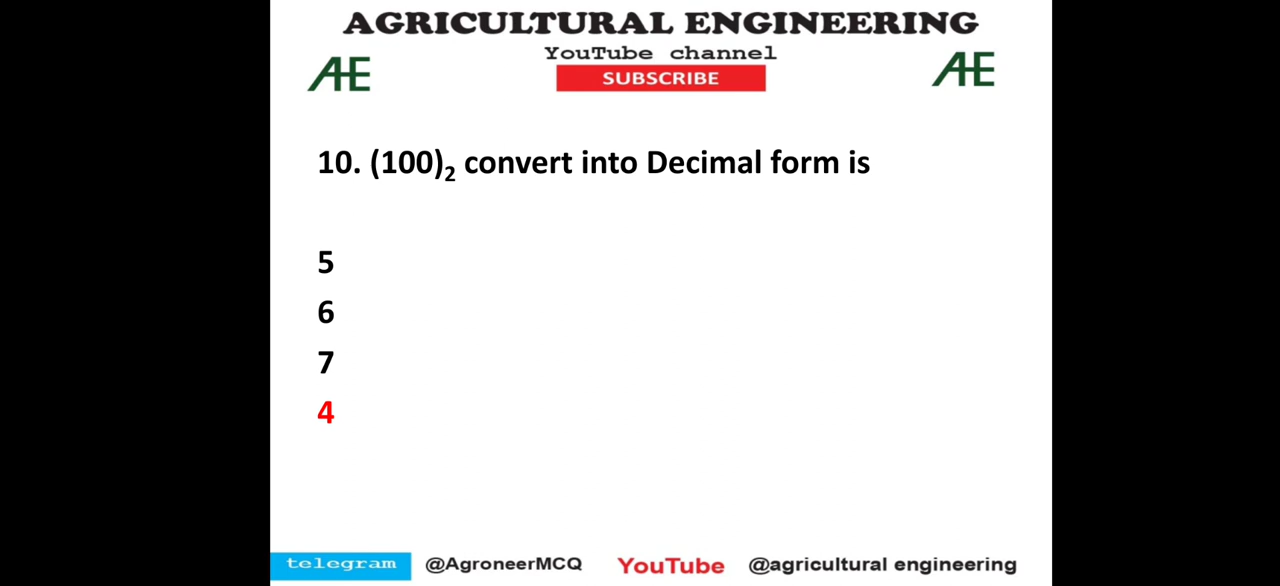 AGRICULTURAL ENGINEERING
YouTube channel
AE SUBSCRIBE AE
10. (100)₂ convert into Decimal form is
5
6
7
4
telegram @AgroneerMCQ YouTube @agricultural engineering